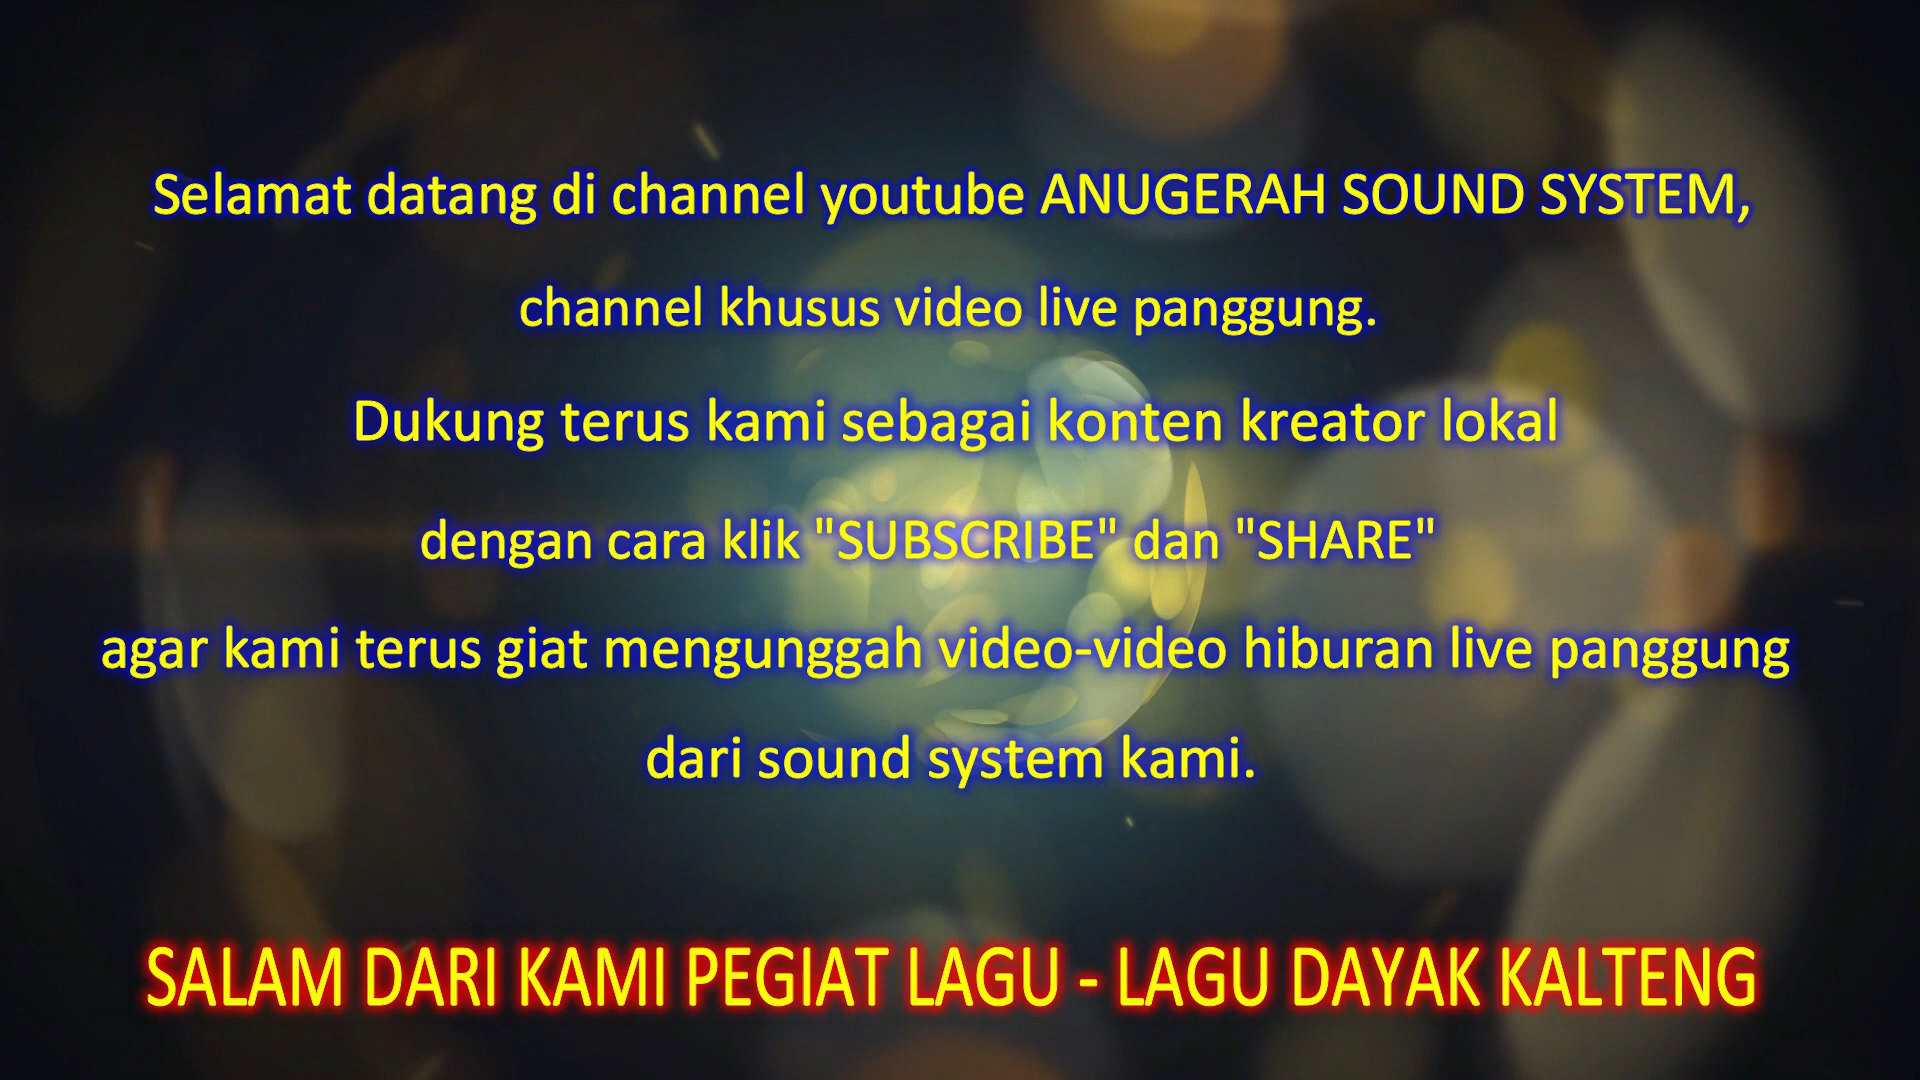 Selamat datang di channel youtube ANUGERAH SOUND SYSTEM,
channel khusus video live panggung.
Dukung terus kami sebagai konten kreator lokal
dengan cara klik "SUBSCRIBE" dan "SHARE"
agar kami terus giat mengunggah video-video hiburan live panggung
dari sound system kami.
SALAM DARI KAMI PEGIAT LAGU - LAGU DAYAK KALTENG